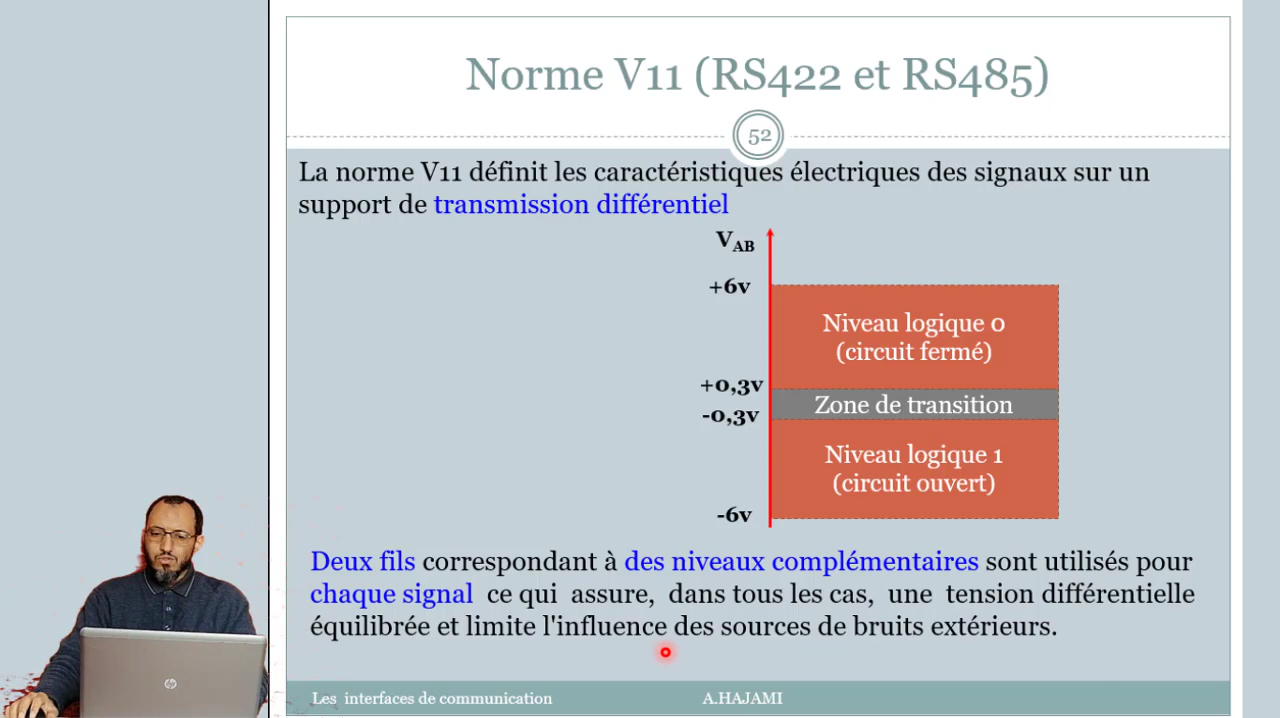 Norme V11 (RS422 et RS485)
52
La norme V11 définit les caractéristiques électriques des signaux sur un
support de transmission différentiel
VAB
+6v
Niveau logique 0
(circuit fermé)
+0,3v
Zone de transition
-0,3v
Niveau logique 1
(circuit ouvert)
-6v
Deux fils correspondant à des niveaux complémentaires sont utilisés pour
chaque signal ce qui assure, dans tous les cas, une tension différentielle
équilibrée et limite l'influence des sources de bruits extérieurs.
Les interfaces de communication A.HAJAMI
hp